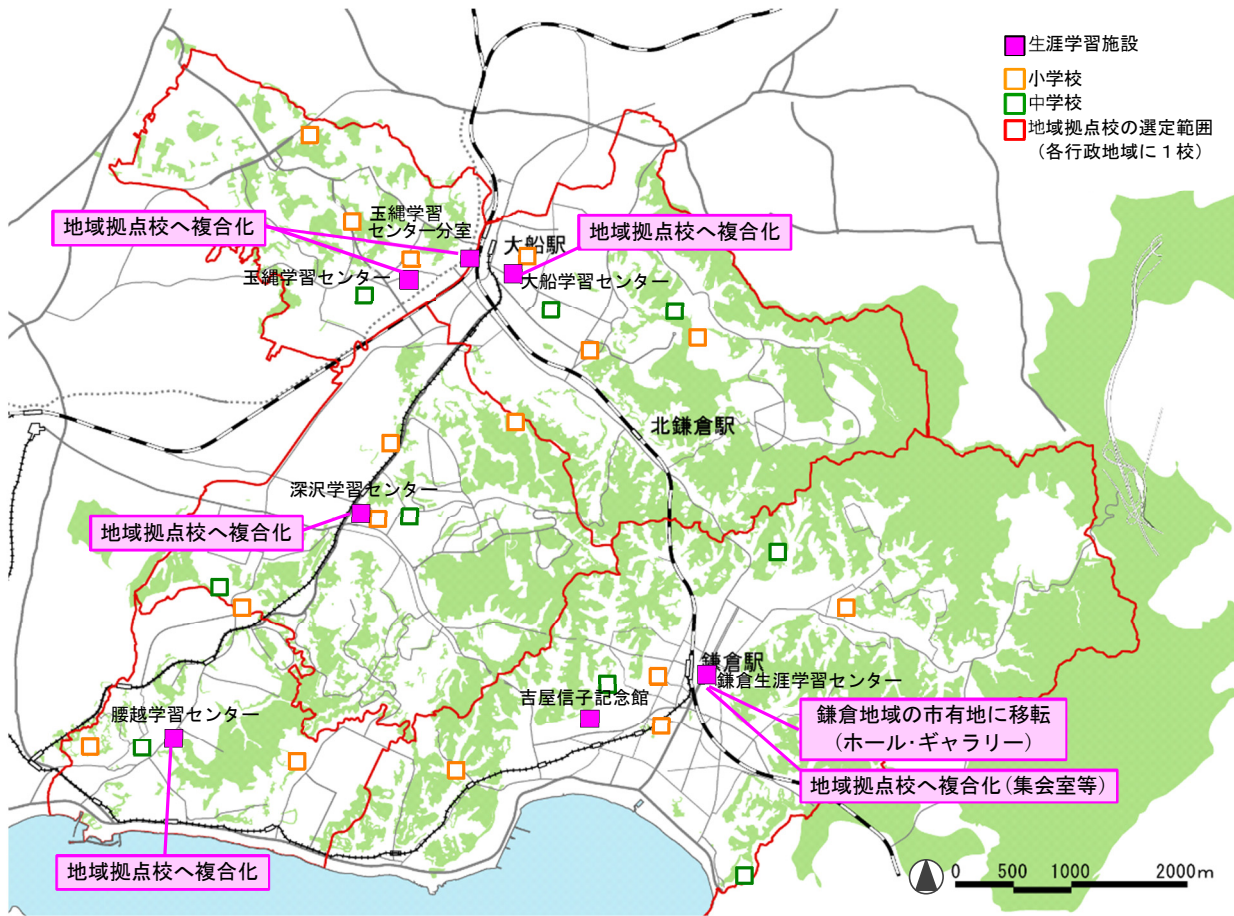 生涯学習施設
小学校
中学校
地域拠点校の選定範囲
(各行政地域に1校)
玉縄学習
センター分室
地域拠点校へ複合化
大船駅
地域拠点校へ複合化
玉縄学習センター
大船学習センター
北鎌倉駅
深沢学習センター
地域拠点校へ複合化
鎌倉駅
鎌倉生涯学習センター
吉屋信子記念館
腰越学習センター
鎌倉地域の市有地に移転
(ホール・ギャラリー)
地域拠点校へ複合化(集会室等)
地域拠点校へ複合化
0 500 1000 2000m